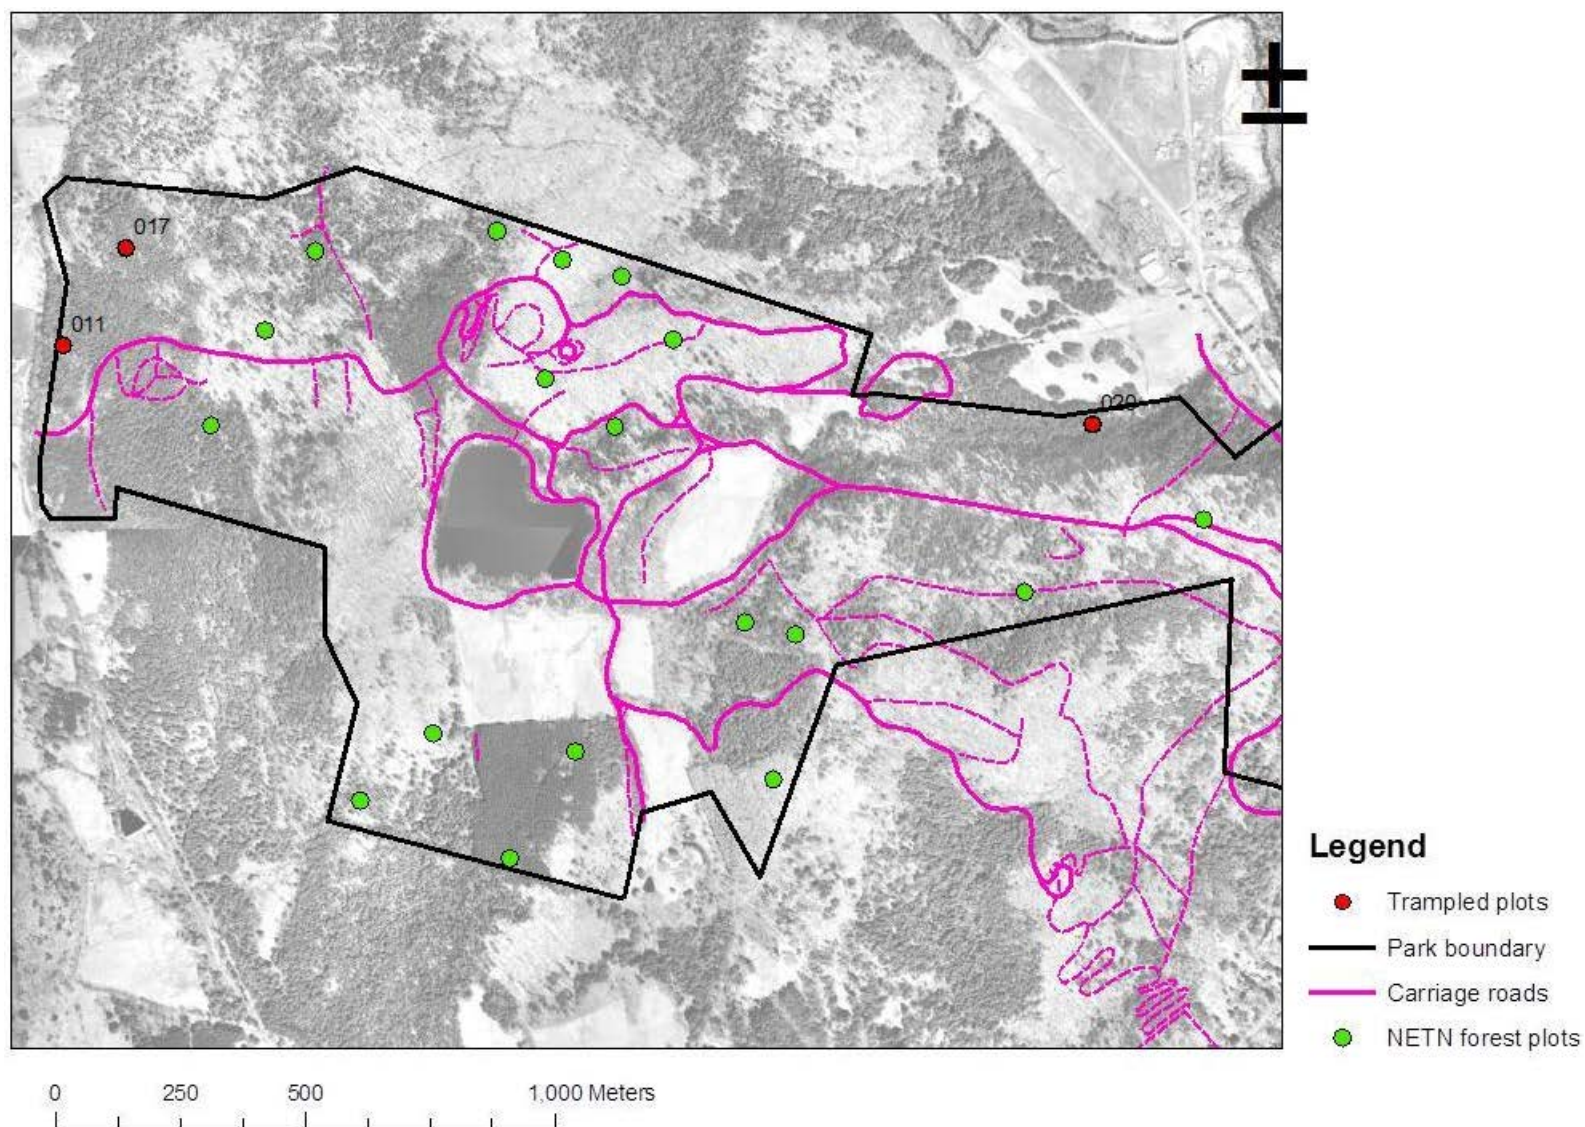 017
011
020
Legend
Trampled plots
Park boundary
Carriage roads
NETN forest plots
0 250 500 1,000 Meters